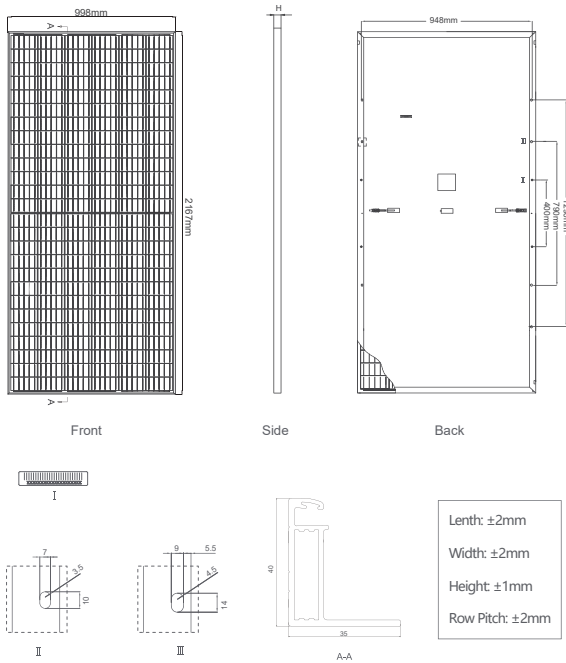 998mm
A
2167mm
A
Front
H
Side
948mm
III
II
400mm
790mm
Back
I
7
3.5
10
II
9
5.5
4.5
14
III
40
35
A-A
Lenth: ±2mm
Width: ±2mm
Height: ±1mm
Row Pitch: ±2mm